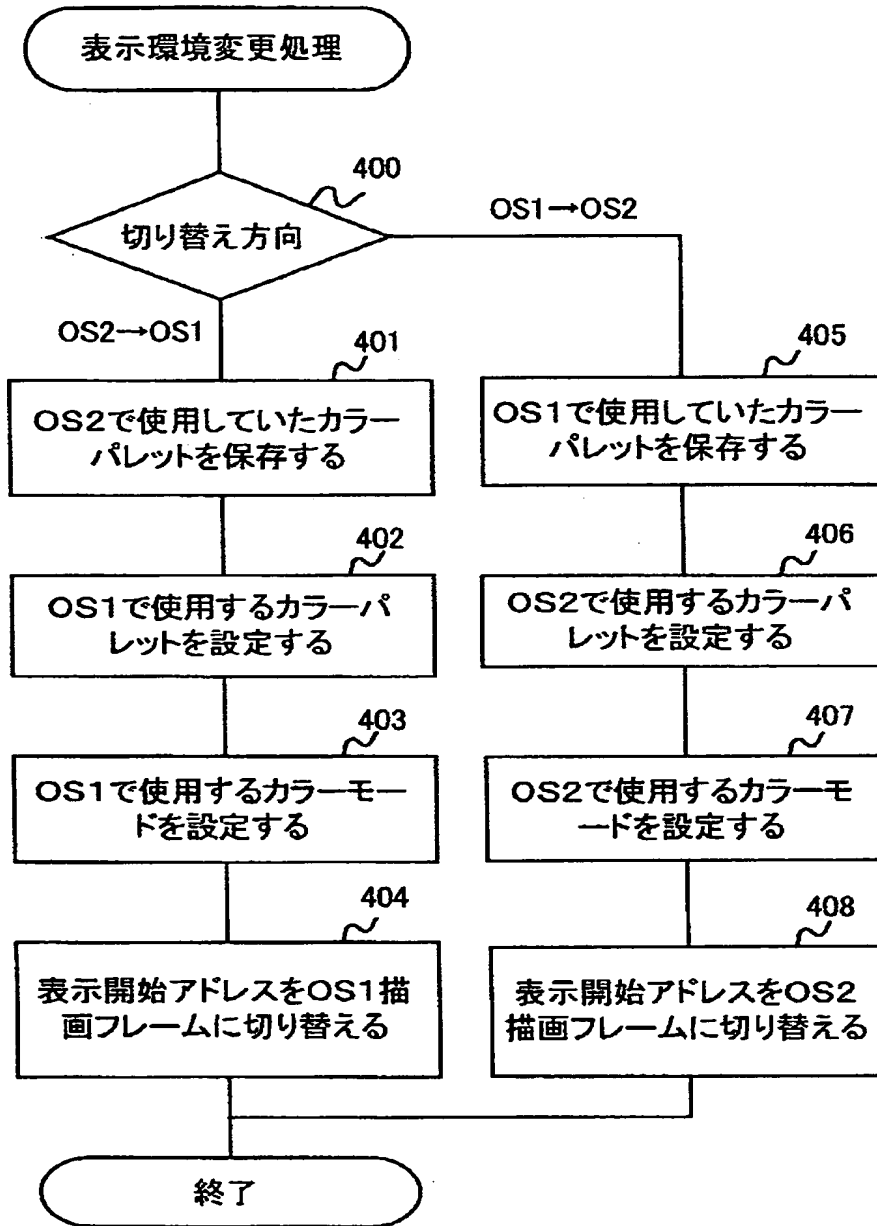 表示環境変更処理
400
切り替え方向
OS1→OS2
OS2→OS1
401
OS2で使用していたカラー
パレットを保存する
402
OS1で使用するカラーパ
レットを設定する
403
OS1で使用するカラーモー
ドを設定する
404
表示開始アドレスをOS1描
画フレームに切り替える
405
OS1で使用していたカラー
パレットを保存する
406
OS2で使用するカラーパ
レットを設定する
407
OS2で使用するカラーモ
ードを設定する
408
表示開始アドレスをOS2
描画フレームに切り替える
終了